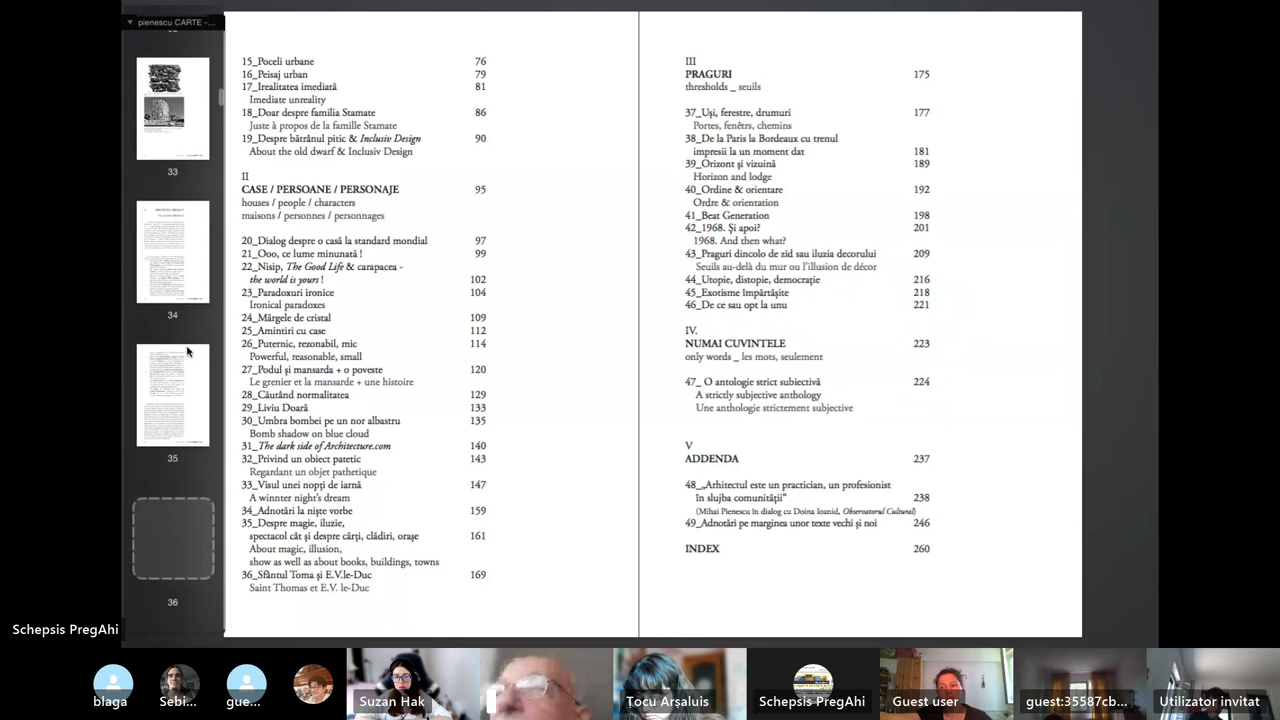 pienescu CARTE -...
33
34
35
36
15_Poceli urbane 76
16_Peisaj urban 79
17_Irealitatea imediată 81
Imediate unreality
18_Doar despre familia Stamate 86
Juste à propos de la famille Stamate
19_Despre bătrânul pitic & Inclusiv Design 90
About the old dwarf & Inclusiv Design
II
CASE / PERSOANE / PERSONAJE 95
houses / people / characters
maisons / personnes / personnages
20_Dialog despre o casă la standard mondial 97
21_Ooo, ce lume minunată ! 99
22_Nisip, The Good Life & carapacea -
the world is yours ! 102
23_Paradoxuri ironice 104
Ironical paradoxes
24_Mărgele de cristal 109
25_Amintiri cu case 112
26_Puternic, rezonabil, mic 114
Powerful, reasonable, small
27_Podul și mansarda + o poveste 120
Le grenier et la mansarde + une histoire
28_Căutând normalitatea 129
29_Liviu Doară 133
30_Umbra bombei pe un nor albastru 135
Bomb shadow on blue cloud
31_The dark side of Architecture.com 140
32_Privind un obiect patetic 143
Regardant un objet pathetique
33_Visul unei nopți de iarnă 147
A winnter night's dream
34_Adnotări la niște vorbe 159
35_Despre magie, iluzie,
spectacol cât și despre cărți, clădiri, orașe 161
About magic, illusion,
show as well as about books, buildings, towns
36_Sfântul Toma și E.V.le-Duc 169
Saint Thomas et E.V. le-Duc
III
PRAGURI 175
thresholds _ seuils
37_Uși, ferestre, drumuri 177
Portes, fenêtrs, chemins
38_De la Paris la Bordeaux cu trenul
impresii la un moment dat 181
39_Orizont și vizuină 189
Horizon and lodge
40_Ordine & orientare 192
Ordre & orientation
41_Beat Generation 198
42_1968. Și apoi? 201
1968. And then what?
43_Praguri dincolo de zid sau iluzia decorului 209
Seuils au-delà du mur ou l'illusion de décor
44_Utopie, distopie, democrație 216
45_Exotisme împărtășite 218
46_De ce sau opt la unu 221
IV.
NUMAI CUVINTELE 223
only words _ les mots, seulement
47_ O antologie strict subiectivă 224
A strictly subjective anthology
Une anthologie strictement subjective
V
ADDENDA 237
48_„Arhitectul este un practician, un profesionist
în slujba comunității“ 238
(Mihai Pienescu în dialog cu Doina Ioanid, Observatorul Cultural)
49_Adnotări pe marginea unor texte vechi și noi 246
INDEX 260
Schepsis PregAhi
blaga
Sebi...
gue...
Suzan Hak
Tocu Arșaluis
Schepsis PregAhi
Guest user
guest:35587cb...
Utilizator invitat